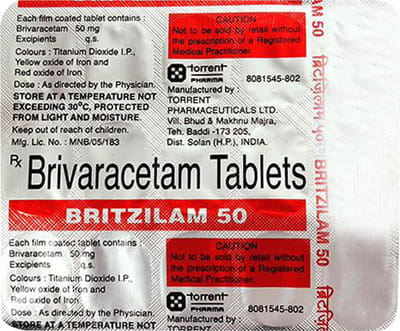 Each film coated tablet contains :
Brivaracetam 50 mg
Excipients q.s.
Colours : Titanium Dioxide I.P.,
Yellow oxide of Iron and
Red oxide of Iron
Dose : As directed by the Physician.
STORE AT A TEMPERATURE NOT
EXCEEDING 30°C, PROTECTED
FROM LIGHT AND MOISTURE.
Keep out of reach of children.
Mfg. Lic. No. : MNB/05/183
CAUTION
Not to be sold by retail without
the prescription of a Registered
Medical Practitioner.
torrent
PHARMA
8081545-802
Manufactured by :
TORRENT
PHARMACEUTICALS LTD.
Vill. Bhud & Makhnu Majra,
Teh. Baddi -173 205,
Dist. Solan (H.P.), INDIA.
Rx Brivaracetam Tablets
BRITZILAM 50
Each film coated tablet contains :
Brivaracetam 50 mg
Excipients q.s.
Colours : Titanium Dioxide I.P.,
Yellow oxide of Iron and
Red oxide of Iron
Dose : As directed by the Physician.
STORE AT A TEMPERATURE NOT
CAUTION
Not to be sold by retail without
the prescription of a Registered
Medical Practitioner.
torrent
PHARMA
8081545-802
Manufactured by :
TORRENT
LAM 50
BRITZILAM 50